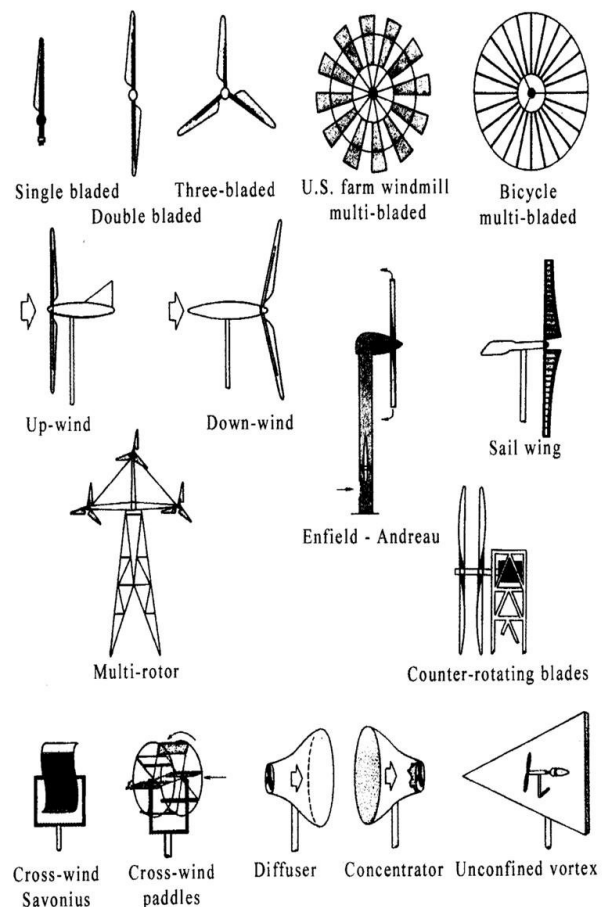 Single bladed
Double bladed
Three-bladed
U.S. farm windmill
multi-bladed
Bicycle
multi-bladed
Up-wind
Down-wind
Enfield - Andreau
Sail wing
Multi-rotor
Counter-rotating blades
Cross-wind
Savonius
Cross-wind
paddles
Diffuser
Concentrator
Unconfined vortex